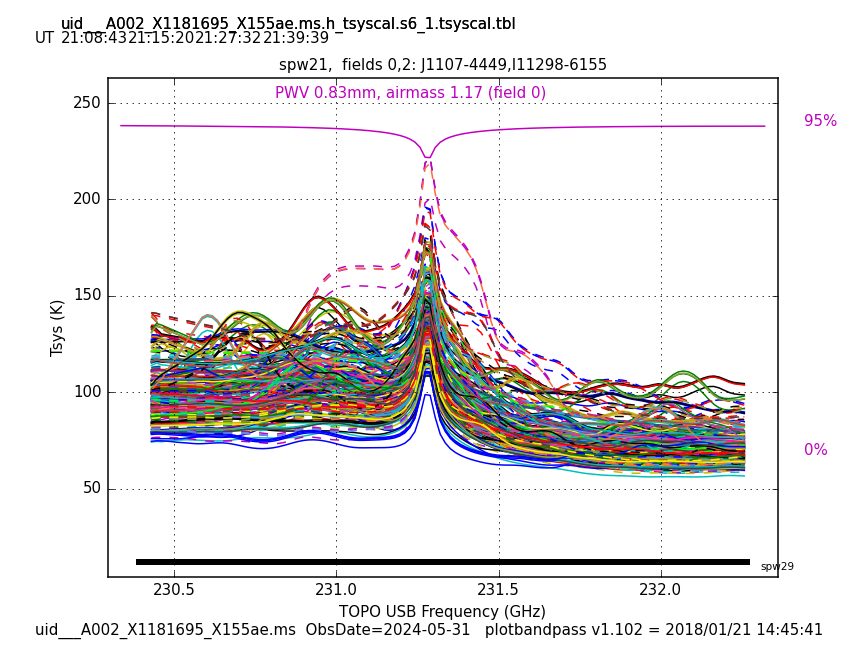 uid___A002_X1181695_X155ae.ms.h_tsyscal.s6_1.tsyscal.tbl
UT 21:08:43 21:15:20 21:27:32 21:39:39
spw21,  fields 0,2: J1107-4449,I11298-6155
PWV 0.83mm, airmass 1.17 (field 0)
250
200
150
100
50
95%
0%
Tsys (K)
spw29
230.5 231.0 231.5 232.0
TOPO USB Frequency (GHz)
uid___A002_X1181695_X155ae.ms  ObsDate=2024-05-31   plotbandpass v1.102 = 2018/01/21 14:45:41